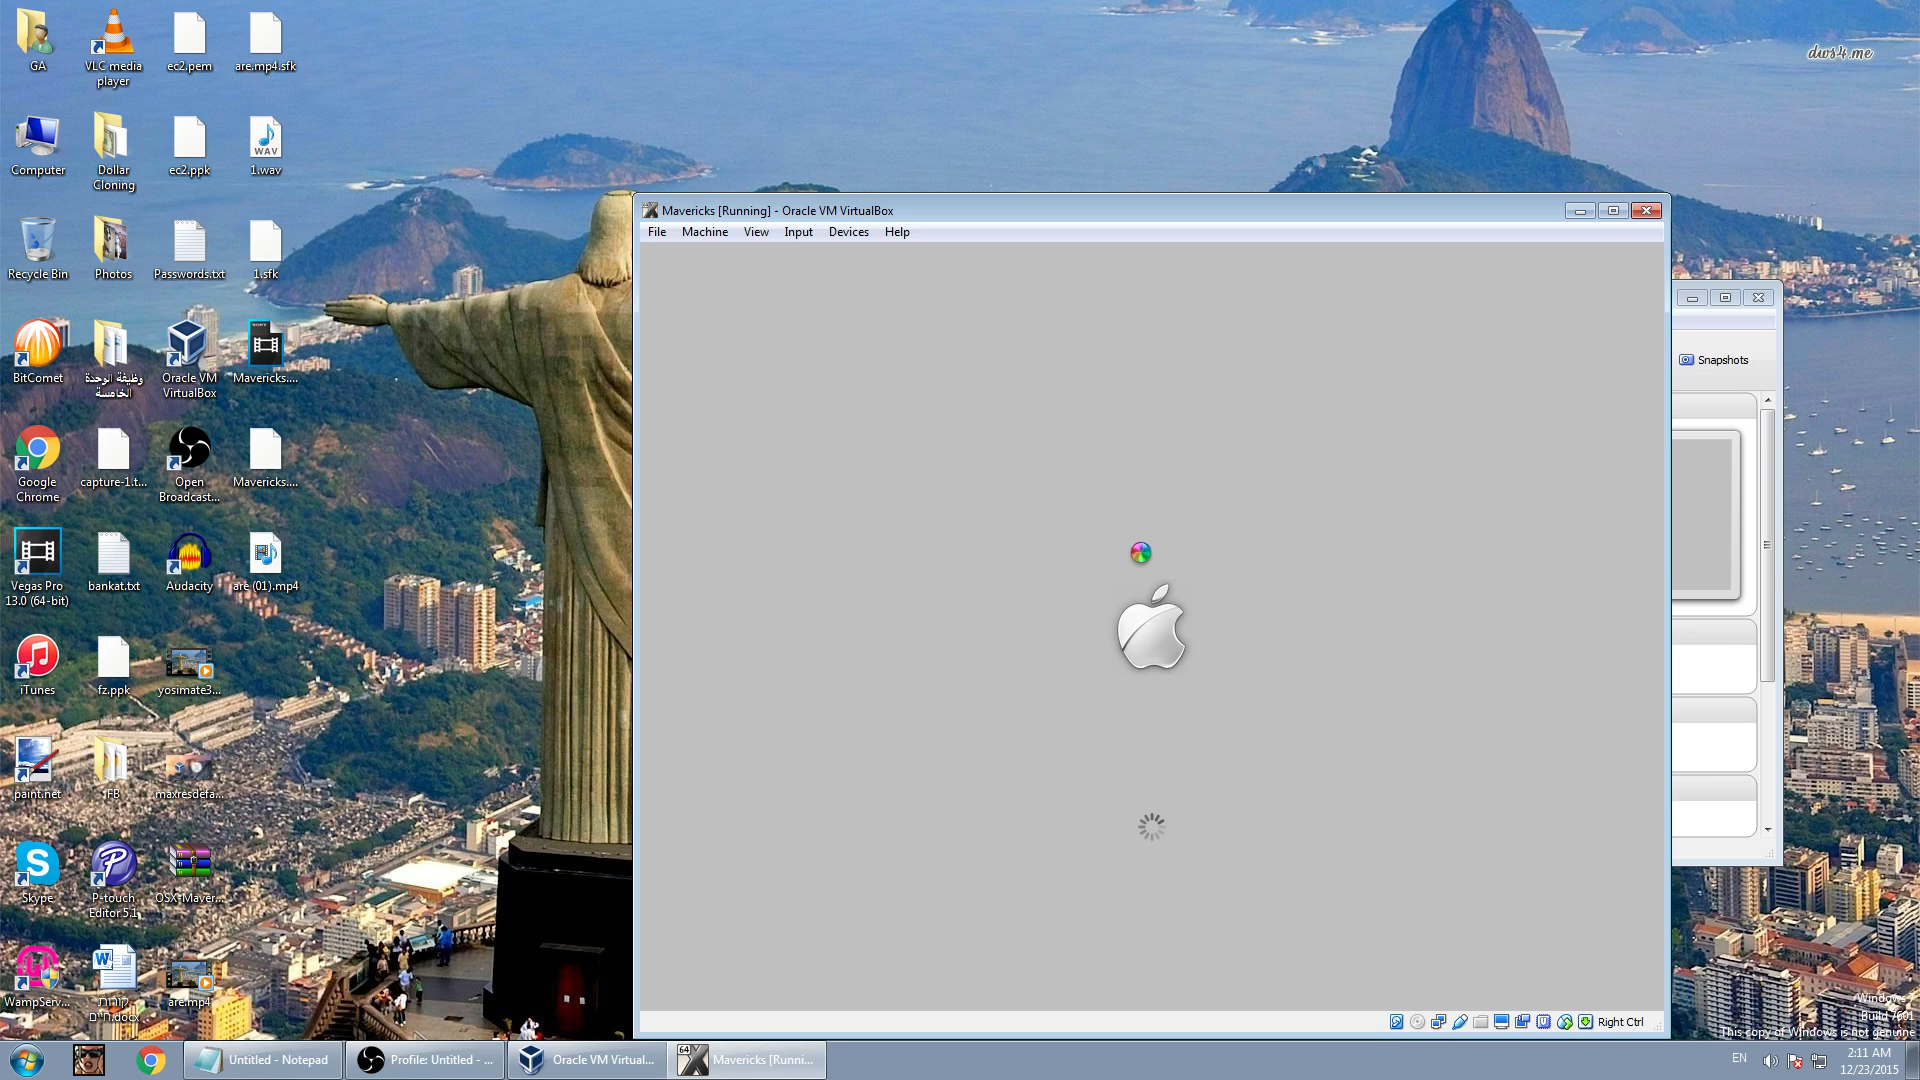 GA
VLC media
player
ec2.pem
are.mp4.sfk
dws4.me
Computer
Dollar
Cloning
ec2.ppk
WAV
1.wav
Recycle Bin
Photos
Passwords.txt
1.sfk
Mavericks [Running] - Oracle VM VirtualBox
File Machine View Input Devices Help
Snapshots
BitComet
وظيفة الوحدة
الخامسة
Oracle VM
VirtualBox
SONY
Mavericks....
Google
Chrome
capture-1.t...
Open
Broadcast...
Mavericks....
Vegas Pro
13.0 (64-bit)
bankat.txt
Audacity
are (01).mp4
iTunes
fz.ppk
yosimate3...
paint.net
FB
maxresdefa...
Skype
P-touch
Editor 5.1
OSX-Maver...
WampServ...
קורות
חיים.docx
are.mp4
Right Ctrl
Windows 7
Build 7601
This copy of Windows is not genuine
Untitled - Notepad
Profile: Untitled - ...
Oracle VM Virtual...
64
Mavericks [Runni...
EN
2:11 AM
12/23/2015